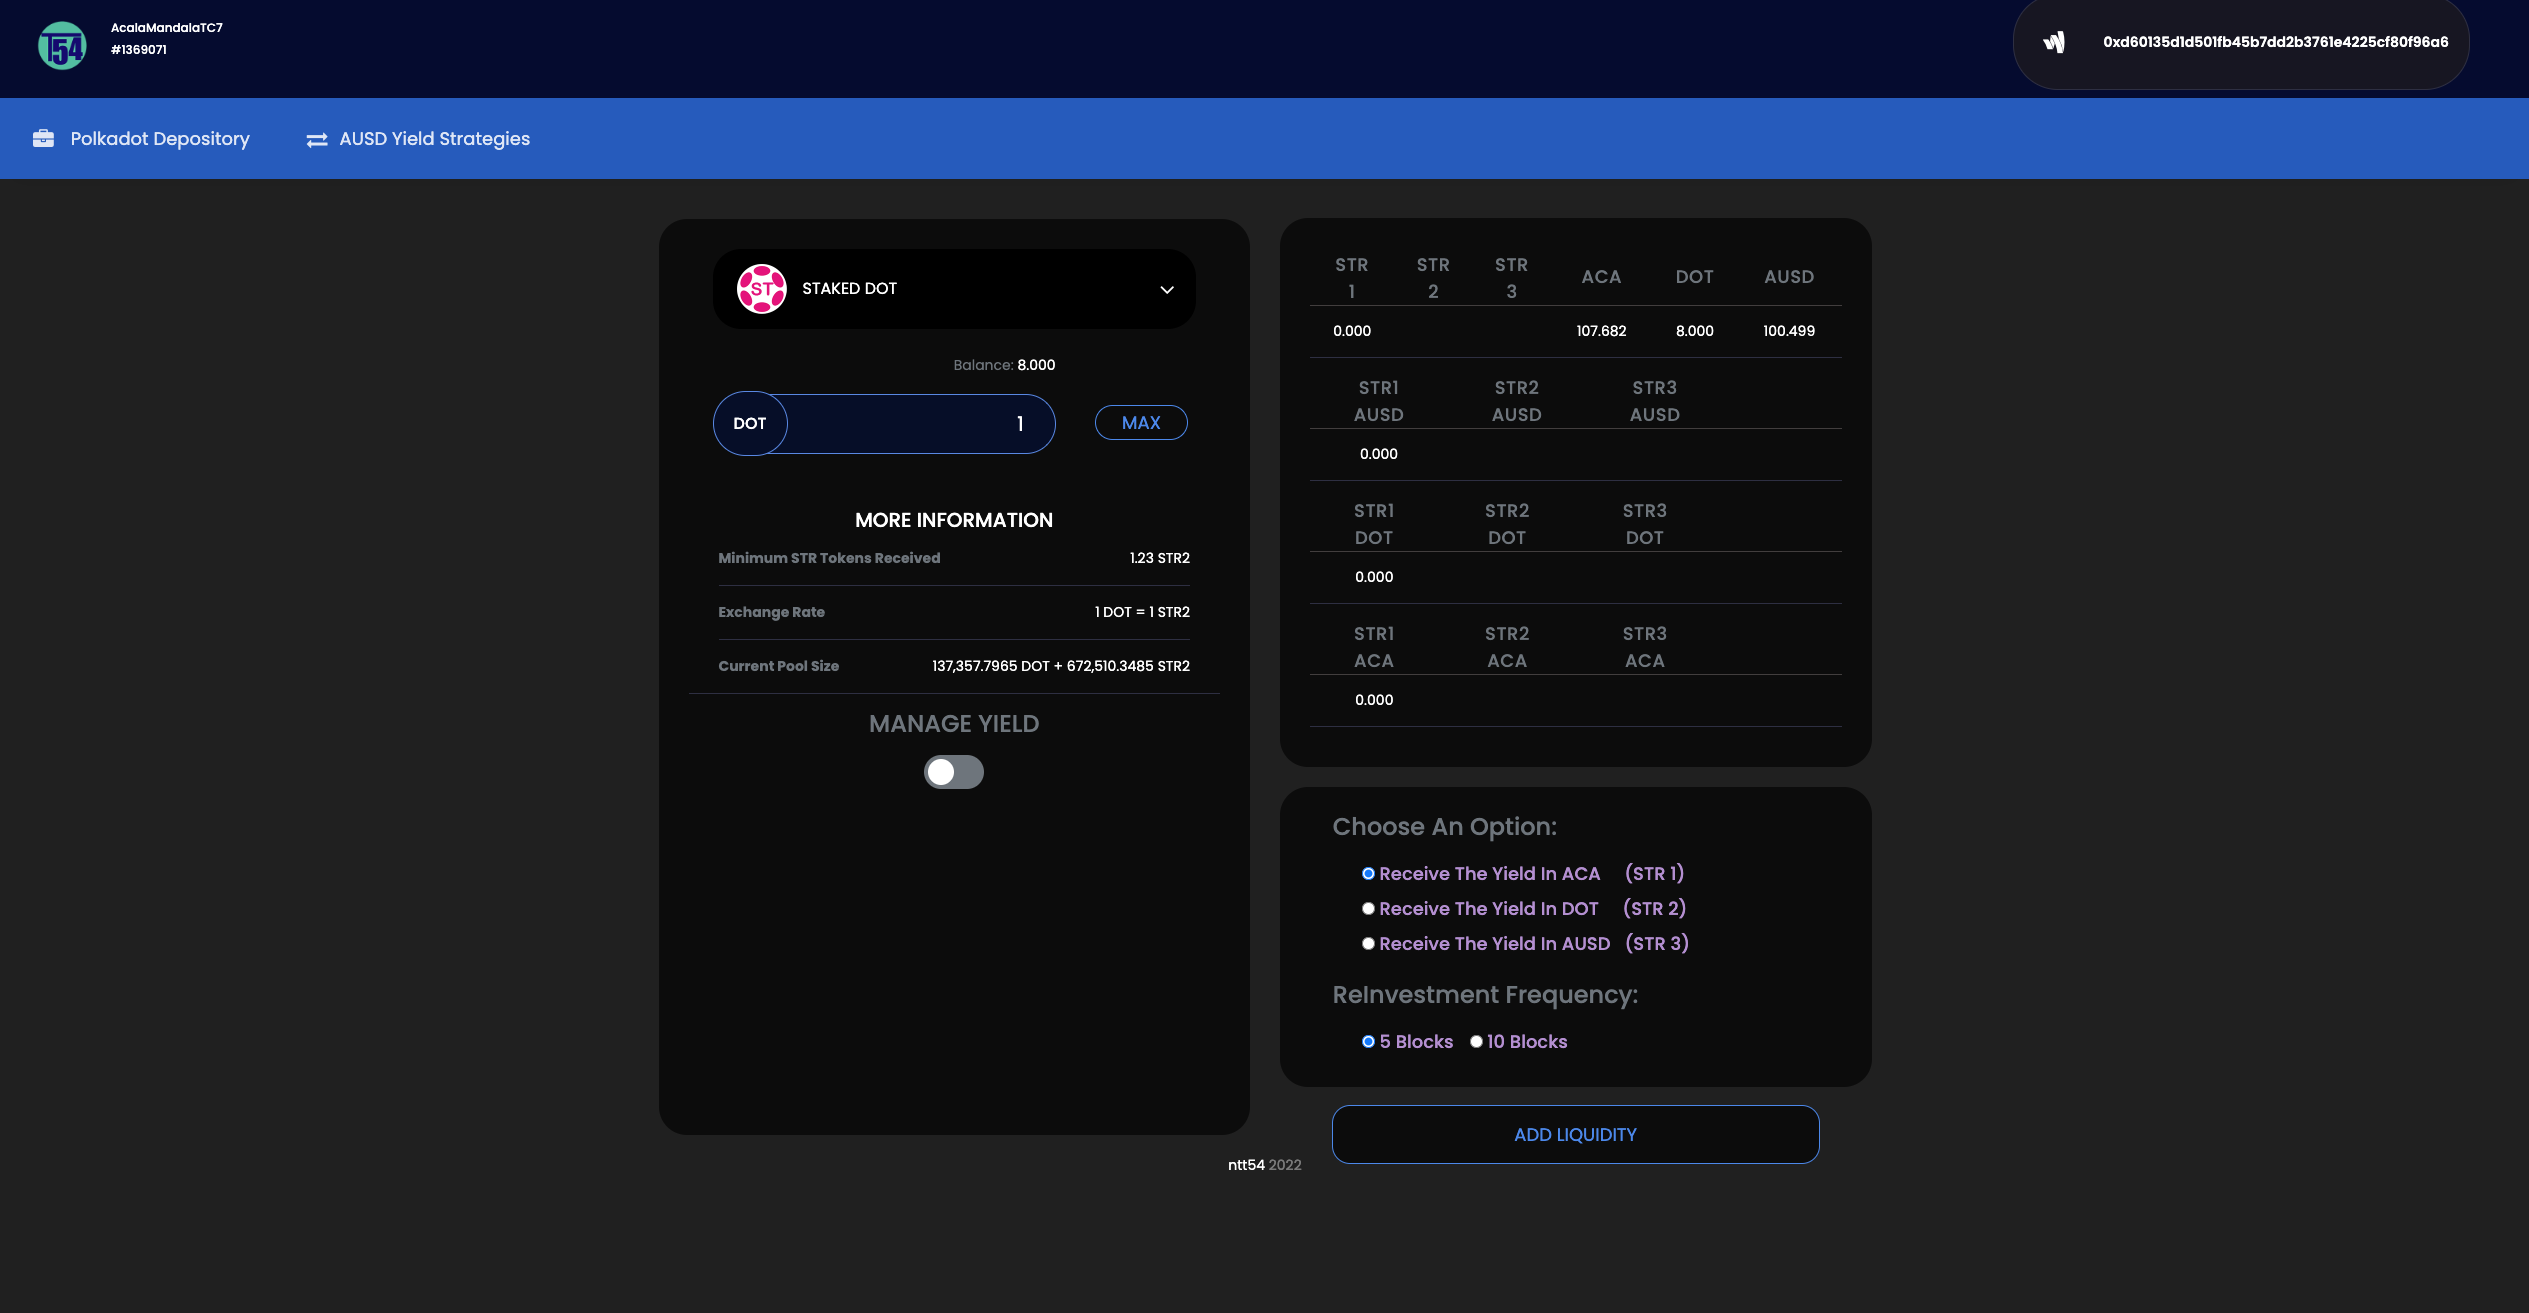 T54
AcalaMandalaTC7
#1369071
0xd60135d1d501fb45b7dd2b3761e4225cf80f96a6
Polkadot Depository
AUSD Yield Strategies
ST
STAKED DOT
Balance: 8.000
DOT
1
MAX
MORE INFORMATION
Minimum STR Tokens Received 1.23 STR2
Exchange Rate 1 DOT = 1 STR2
Current Pool Size 137,357.7965 DOT + 672,510.3485 STR2
MANAGE YIELD
STR 1 STR 2 STR 3 ACA DOT AUSD
0.000 107.682 8.000 100.499
STR1 AUSD STR2 AUSD STR3 AUSD
0.000
STR1 DOT STR2 DOT STR3 DOT
0.000
STR1 ACA STR2 ACA STR3 ACA
0.000
Choose An Option:
Receive The Yield In ACA (STR 1)
Receive The Yield In DOT (STR 2)
Receive The Yield In AUSD (STR 3)
ReInvestment Frequency:
5 Blocks 10 Blocks
ADD LIQUIDITY
ntt54 2022